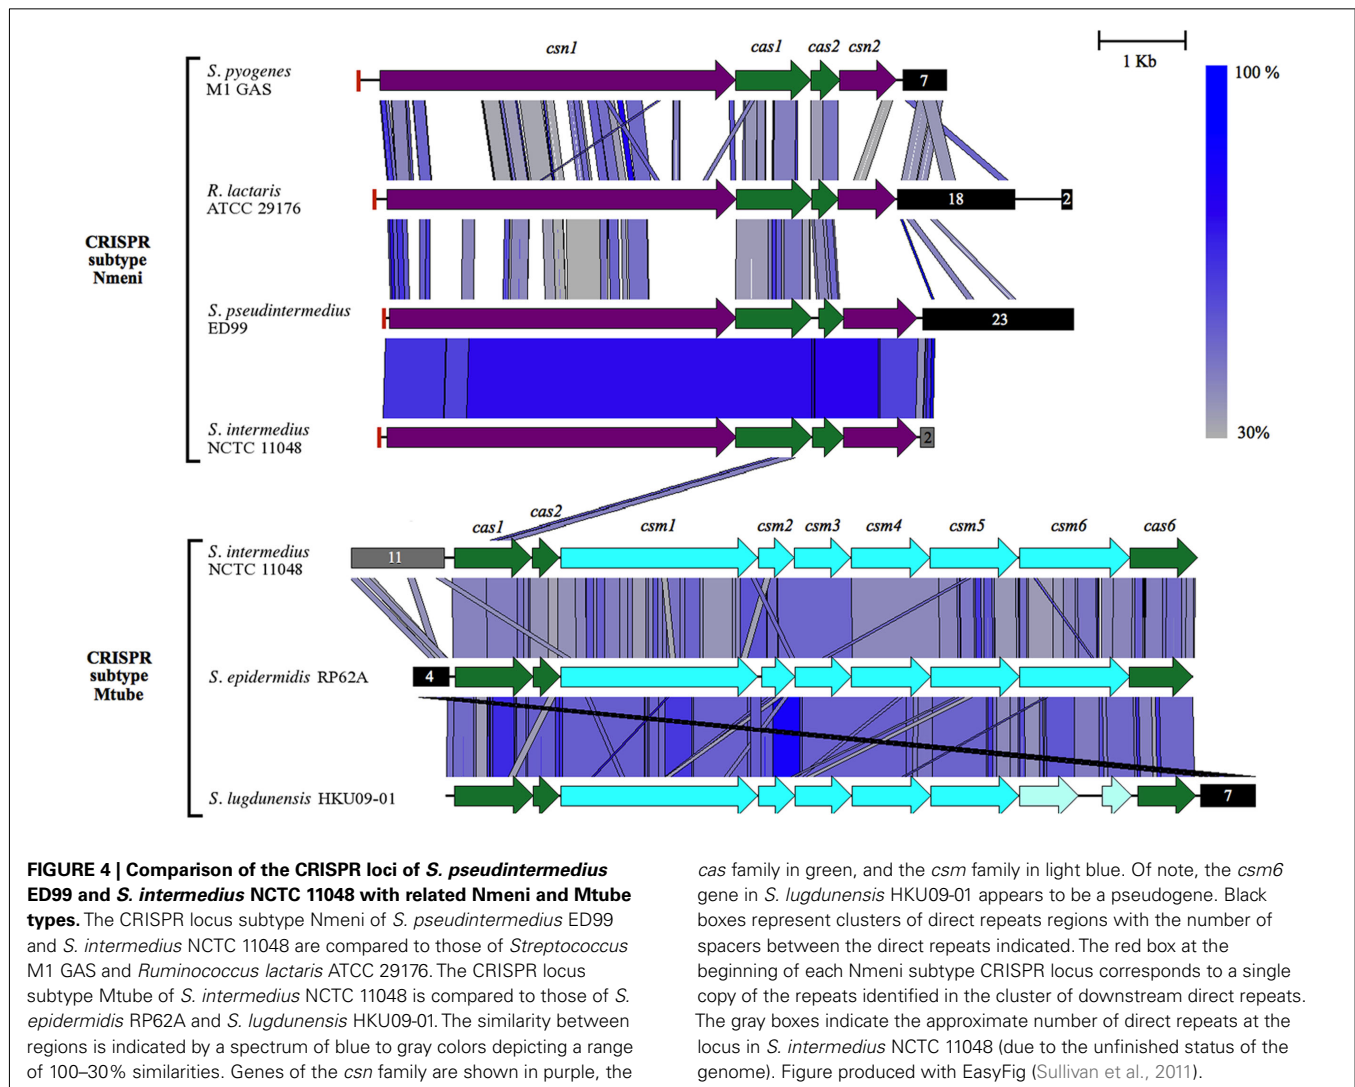 csn1 cas1 cas2 csn2
1 Kb
100 %
30%
S. pyogenes
M1 GAS
7
R. lactaris
ATCC 29176
18
2
CRISPR
subtype
Nmeni
S. pseudintermedius
ED99
23
S. intermedius
NCTC 11048
2
cas1 cas2 csm1 csm2 csm3 csm4 csm5 csm6 cas6
S. intermedius
NCTC 11048
11
CRISPR
subtype
Mtube
S. epidermidis RP62A
4
S. lugdunensis HKU09-01
7
FIGURE 4 | Comparison of the CRISPR loci of S. pseudintermedius
ED99 and S. intermedius NCTC 11048 with related Nmeni and Mtube
types. The CRISPR locus subtype Nmeni of S. pseudintermedius ED99
and S. intermedius NCTC 11048 are compared to those of Streptococcus
M1 GAS and Ruminococcus lactaris ATCC 29176. The CRISPR locus
subtype Mtube of S. intermedius NCTC 11048 is compared to those of S.
epidermidis RP62A and S. lugdunensis HKU09-01. The similarity between
regions is indicated by a spectrum of blue to gray colors depicting a range
of 100–30% similarities. Genes of the csn family are shown in purple, the
cas family in green, and the csm family in light blue. Of note, the csm6
gene in S. lugdunensis HKU09-01 appears to be a pseudogene. Black
boxes represent clusters of direct repeats regions with the number of
spacers between the direct repeats indicated. The red box at the
beginning of each Nmeni subtype CRISPR locus corresponds to a single
copy of the repeats identified in the cluster of downstream direct repeats.
The gray boxes indicate the approximate number of direct repeats at the
locus in S. intermedius NCTC 11048 (due to the unfinished status of the
genome). Figure produced with EasyFig (Sullivan et al., 2011).